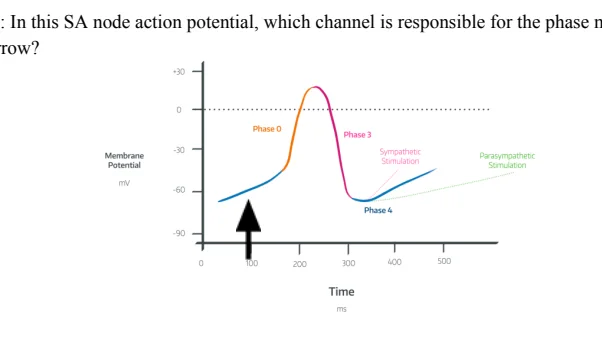 : In this SA node action potential, which channel is responsible for the phase
rrow?
+30
0
-30
-60
-90
Membrane
Potential
mV
Phase 0
Phase 3
Sympathetic
Stimulation
Parasympathetic
Stimulation
Phase 4
0 100 200 300 400 500
Time
ms